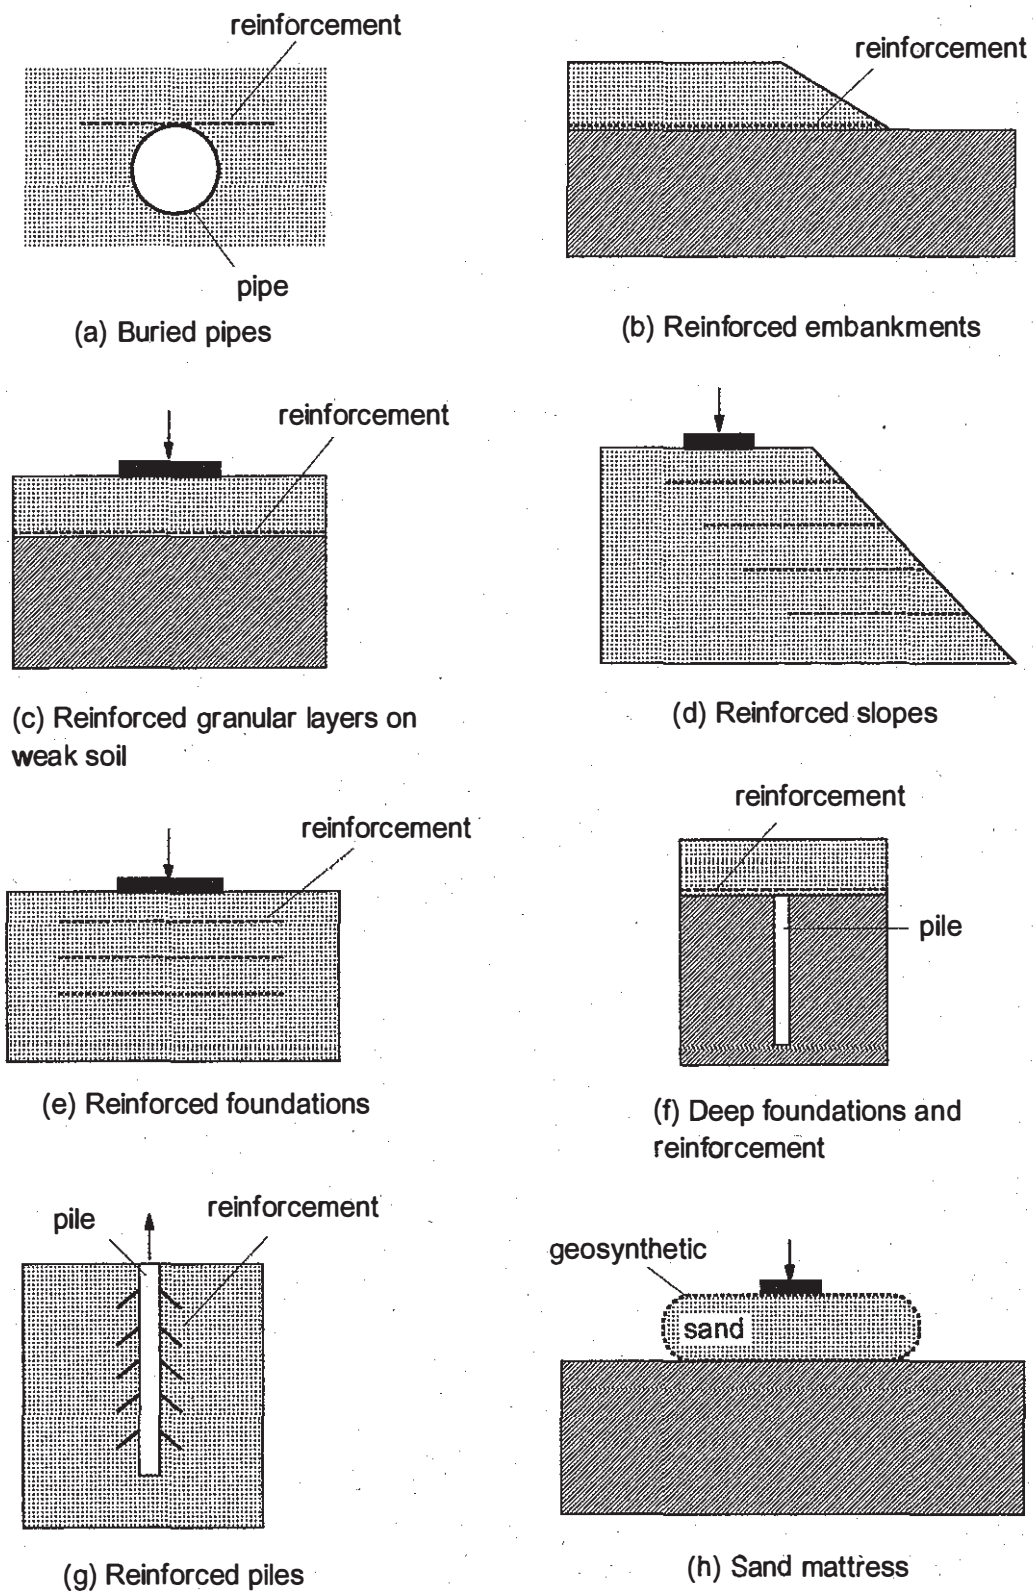 reinforcement
pipe
(a) Buried pipes
reinforcement
(b) Reinforced embankments
reinforcement
(c) Reinforced granular layers on
weak soil
(d) Reinforced slopes
reinforcement
(e) Reinforced foundations
reinforcement
pile
(f) Deep foundations and
reinforcement
pile
reinforcement
(g) Reinforced piles
geosynthetic
sand
(h) Sand mattress